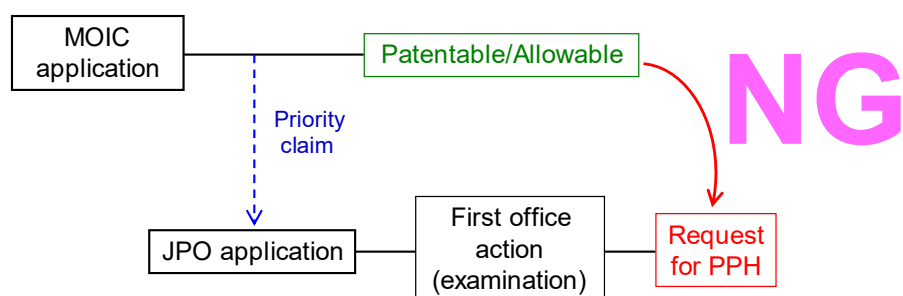 MOIC
application
Patentable/Allowable
NG
Priority
claim
JPO application
First office
action
(examination)
Request
for PPH